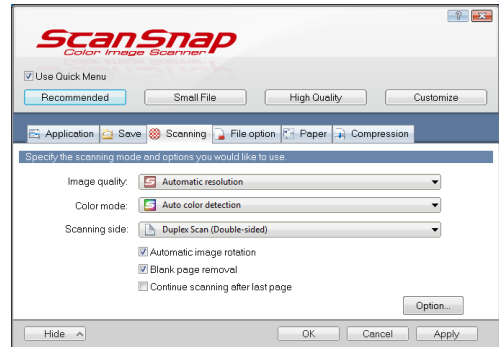 ScanSnap
Color Image Scanner
Use Quick Menu
Recommended Small File High Quality Customize
Application Save Scanning File option Paper Compression
Specify the scanning mode and options you would like to use.
Image quality: Automatic resolution
Color mode: Auto color detection
Scanning side: Duplex Scan (Double-sided)
Automatic image rotation
Blank page removal
Continue scanning after last page
Option...
Hide OK Cancel Apply